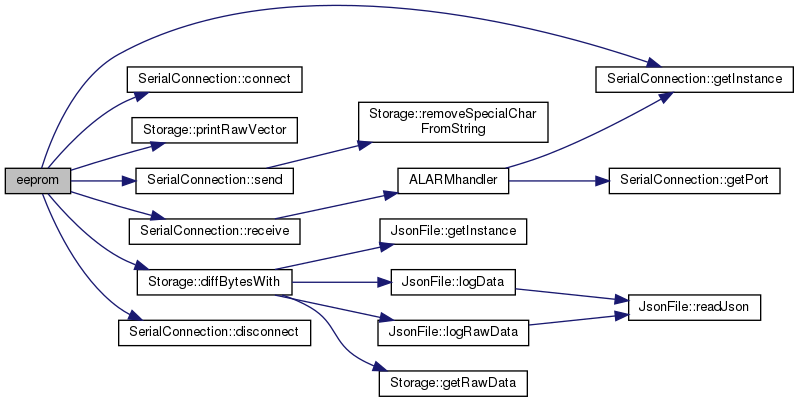 eeprom
SerialConnection::getInstance
SerialConnection::connect
Storage::printRawVector
Storage::removeSpecialChar
FromString
SerialConnection::send
ALARMhandler
SerialConnection::getPort
SerialConnection::receive
JsonFile::getInstance
Storage::diffBytesWith
JsonFile::logData
JsonFile::readJson
SerialConnection::disconnect
JsonFile::logRawData
Storage::getRawData